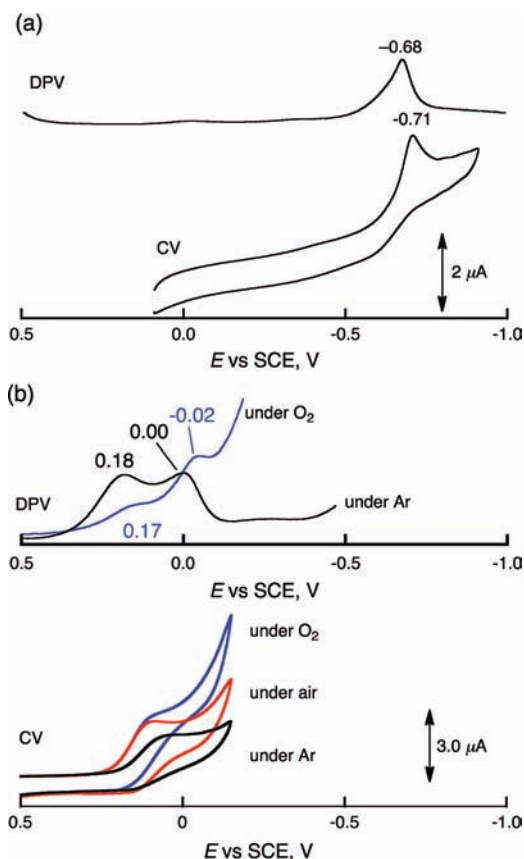 (a)
−0.68
DPV
-0.71
CV
2 μA
0.5 0.0 -0.5 -1.0
E vs SCE, V
(b)
-0.02 under O₂
0.00
0.18
DPV under Ar
0.17
0.5 0.0 -0.5 -1.0
E vs SCE, V
under O₂
under air
CV 3.0 μA
under Ar
0.5 0.0 -0.5 -1.0
E vs SCE, V